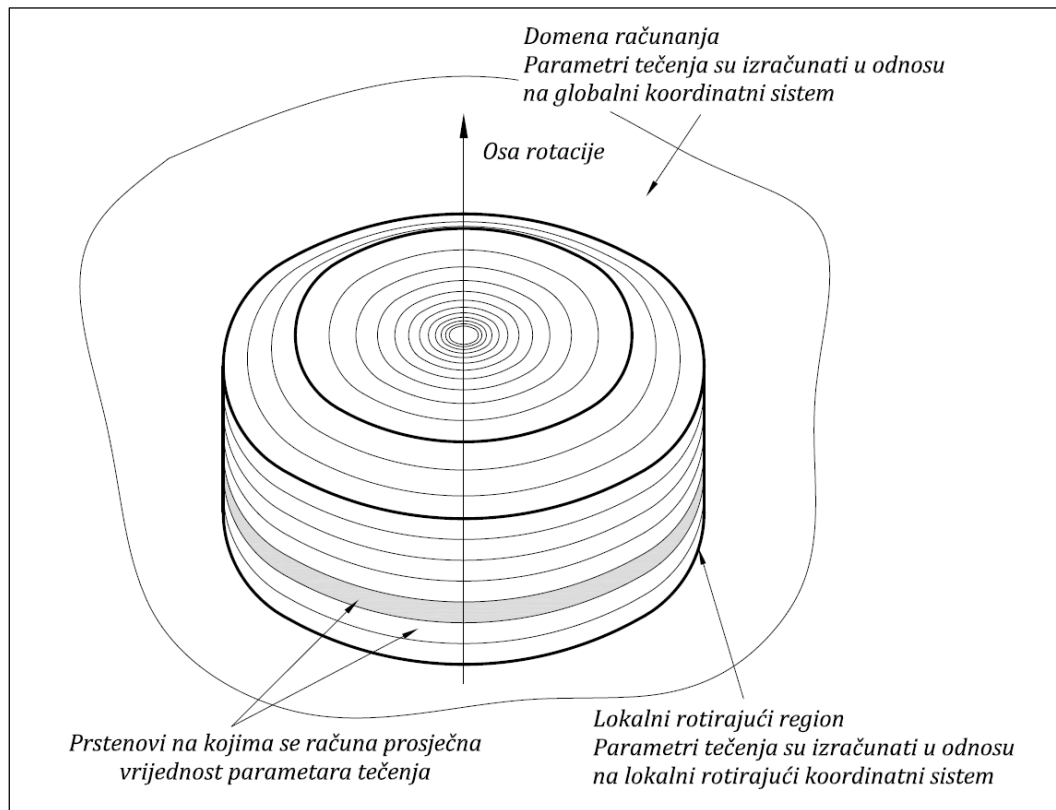 Domena računanja
Parametri tečenja su izračunati u odnosu
na globalni koordinatni sistem
Osa rotacije
Prstenovi na kojima se računa prosječna
vrijednost parametara tečenja
Lokalni rotirajući region
Parametri tečenja su izračunati u odnosu
na lokalni rotirajući koordinatni sistem